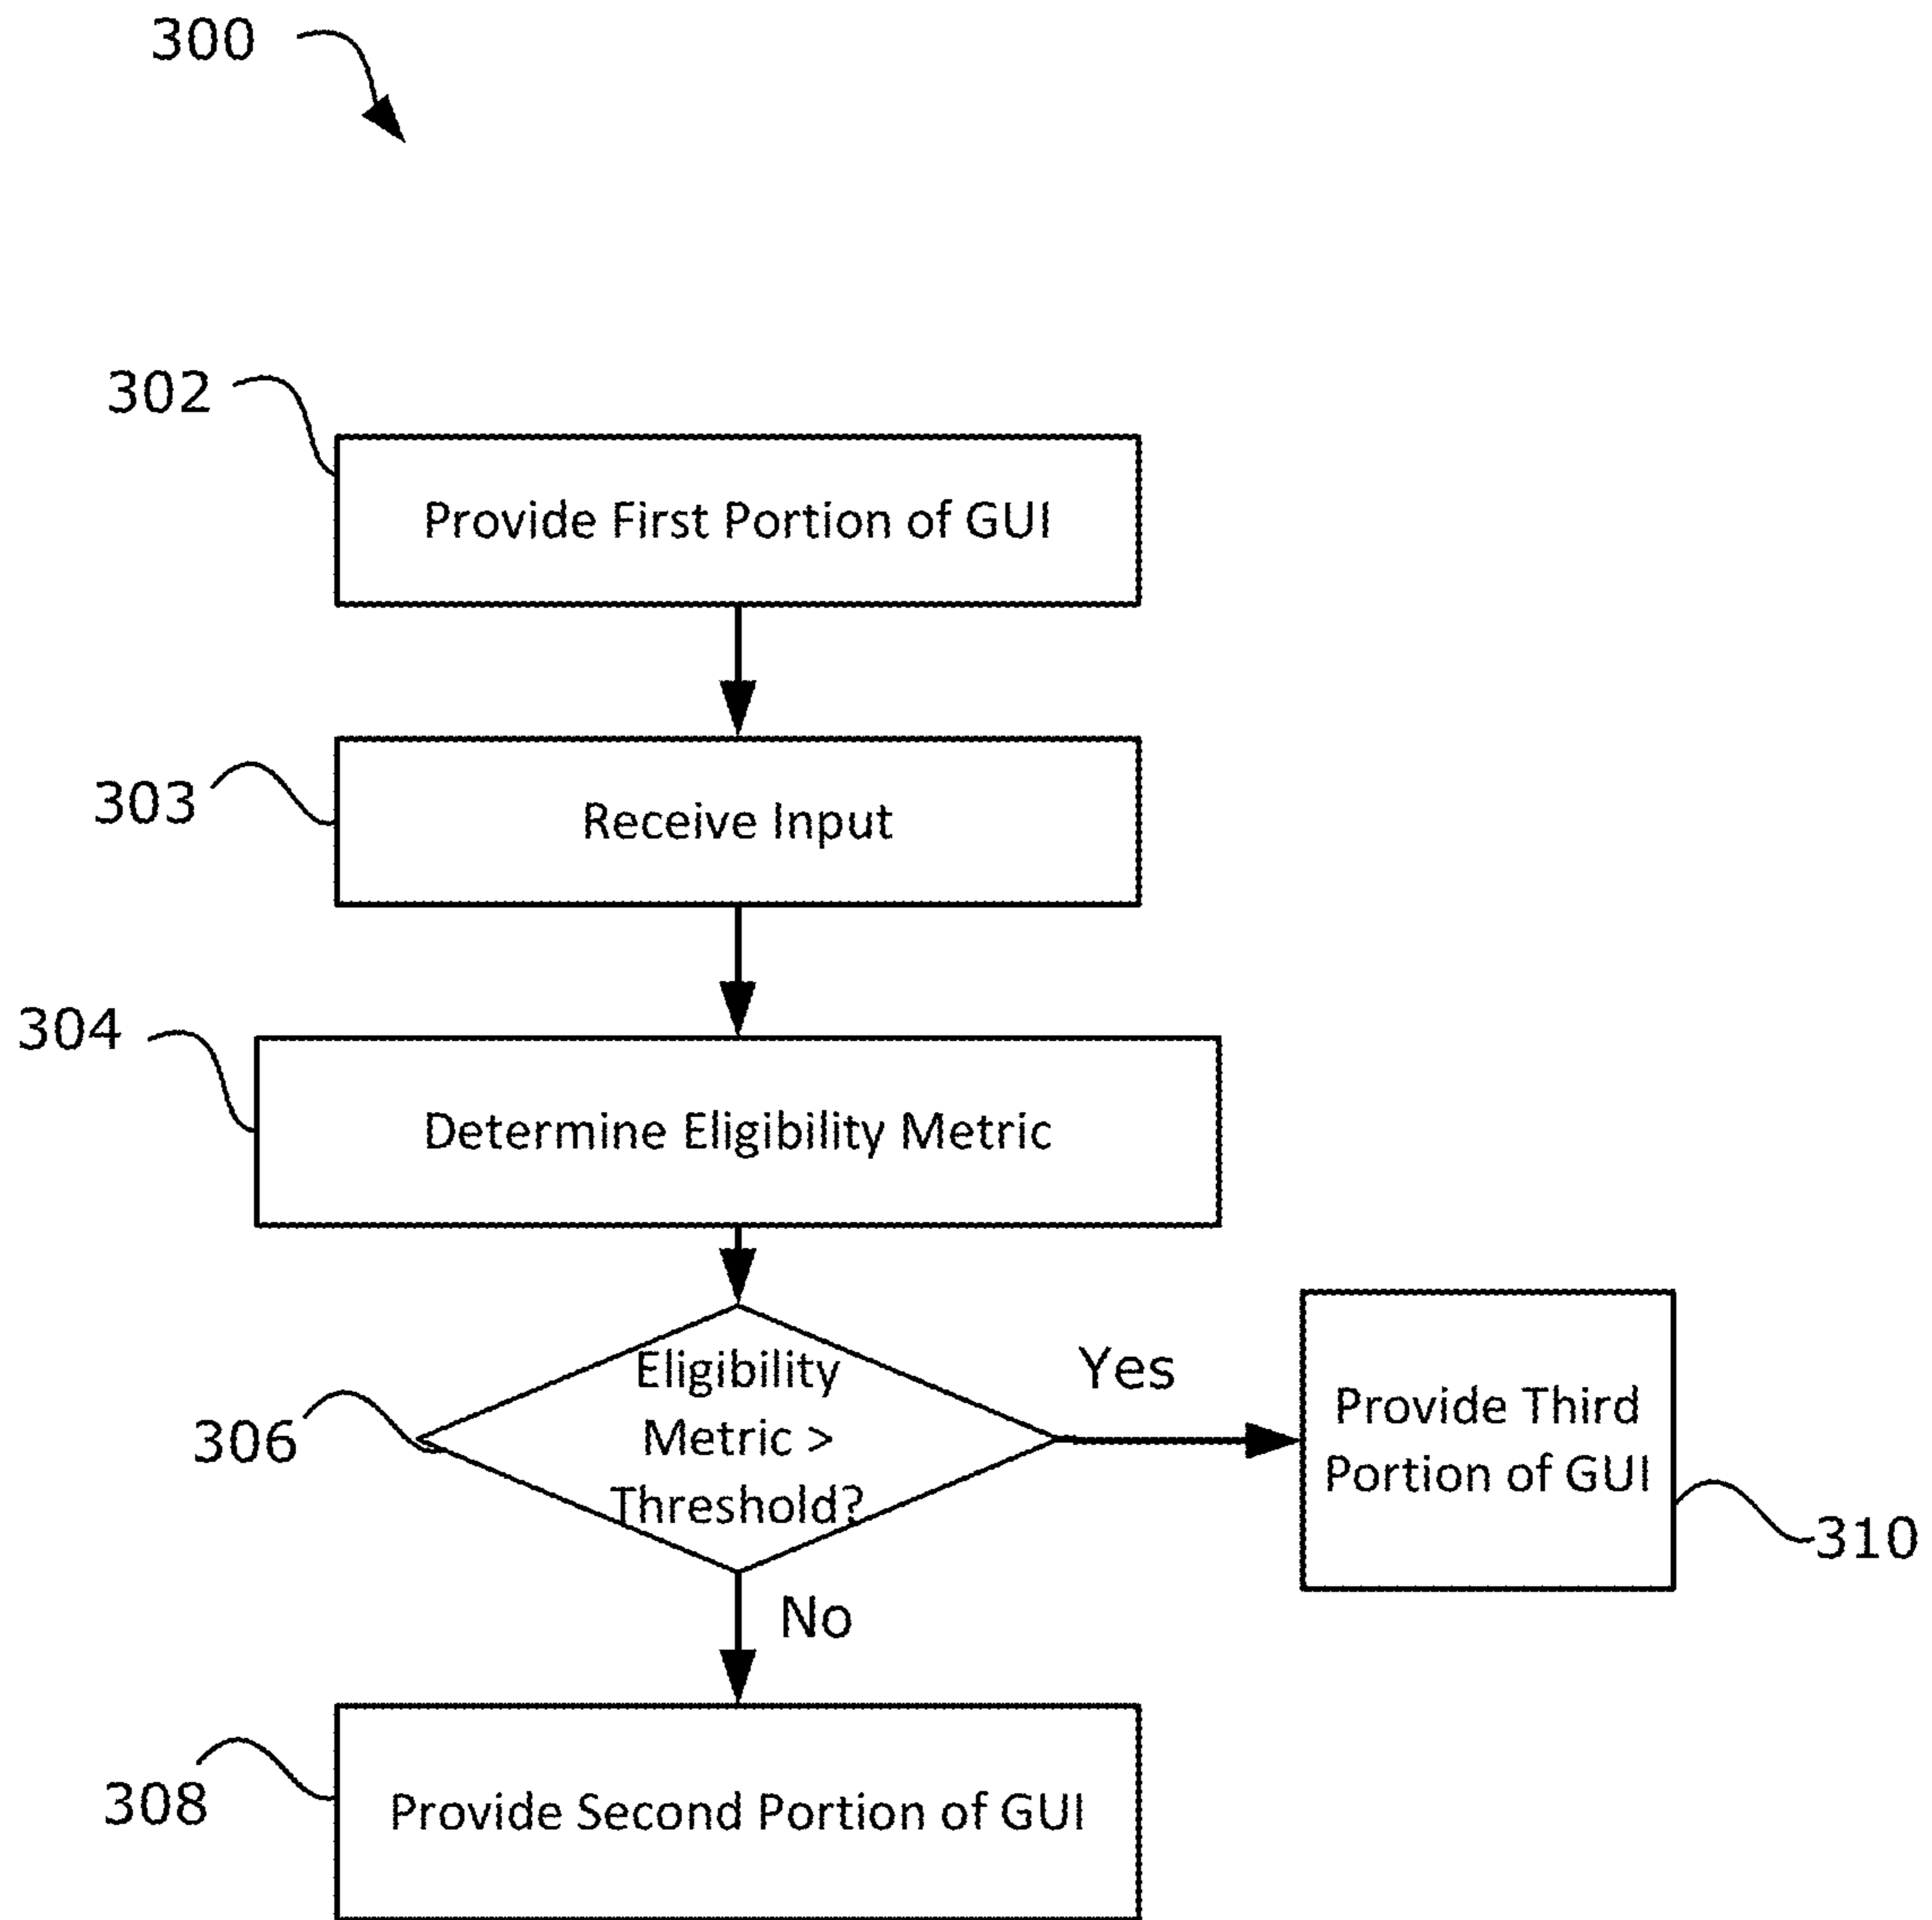 300
302
Provide First Portion of GUI
303
Receive Input
304
Determine Eligibility Metric
306
Eligibility
Metric >
Threshold?
Yes
Provide Third
Portion of GUI
310
No
308
Provide Second Portion of GUI